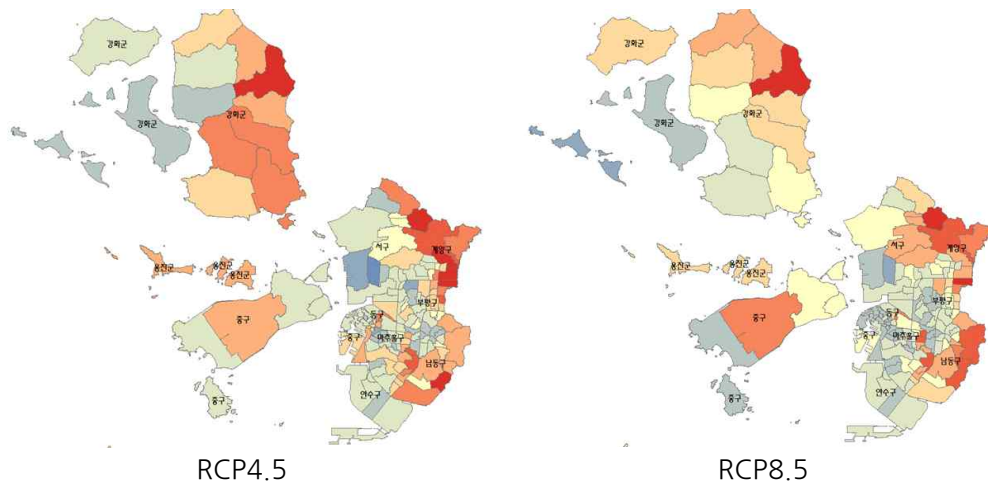 강화군
강화군
강화군
옹진군
옹진군
옹진군
중구
중구
서구
계양구
부평구
동구
중구
미추홀구
남동구
연수구
RCP4.5
강화군
강화군
강화군
옹진군
옹진군
옹진군
중구
중구
서구
계양구
부평구
동구
중구
미추홀구
남동구
연수구
RCP8.5